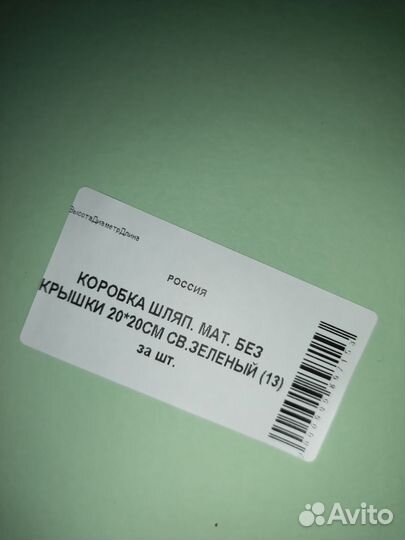 ВысотаДиаметрДлина
РОССИЯ
КОРОБКА ШЛЯП. МАТ. БЕЗ
КРЫШКИ 20*20СМ СВ.ЗЕЛЕНЫЙ (13)
за шт.
Avito